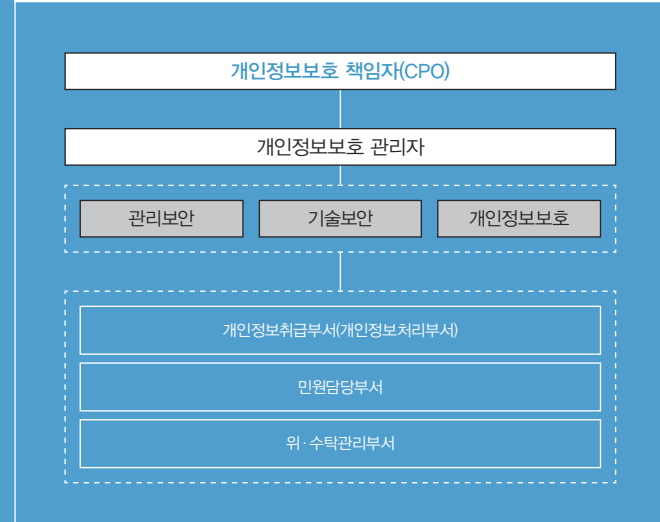 개인정보보호 책임자(CPO)
개인정보보호 관리자
관리보안
기술보안
개인정보보호
개인정보취급부서(개인정보처리부서)
민원담당부서
위·수탁관리부서